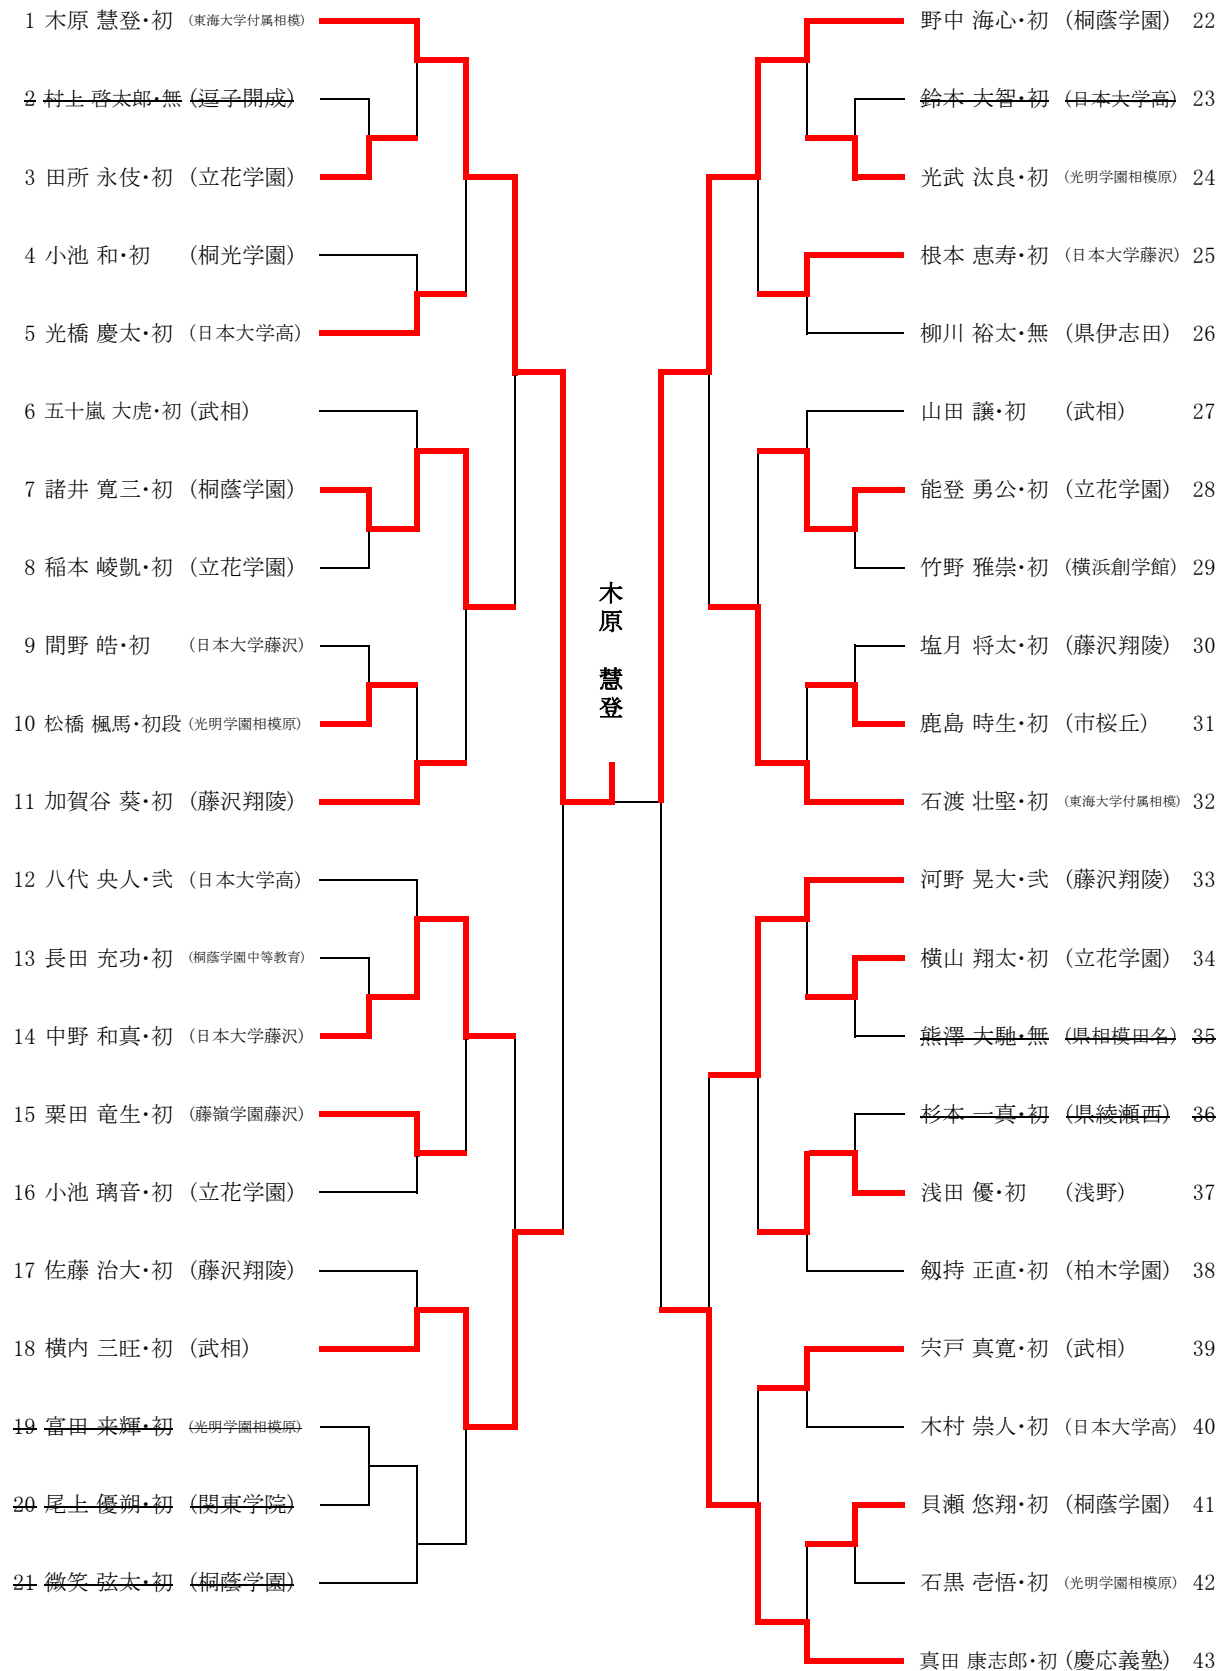 1 木原 慧登・初 (東海大学付属相模)
2 村上 啓太郎・無 (逗子開成)
3 田所 永伎・初 (立花学園)
4 小池 和・初 (桐光学園)
5 光橋 慶太・初 (日本大学高)
6 五十嵐 大虎・初 (武相)
7 諸井 寛三・初 (桐蔭学園)
8 稲本 崚凱・初 (立花学園)
9 間野 皓・初 (日本大学藤沢)
10 松橋 楓馬・初段 (光明学園相模原)
11 加賀谷 葵・初 (藤沢翔陵)
12 八代 央人・弐 (日本大学高)
13 長田 充功・初 (桐蔭学園中等教育)
14 中野 和真・初 (日本大学藤沢)
15 栗田 竜生・初 (藤嶺学園藤沢)
16 小池 璃音・初 (立花学園)
17 佐藤 治大・初 (藤沢翔陵)
18 横内 三旺・初 (武相)
19 富田 来輝・初 (光明学園相模原)
20 尾上 優朔・初 (関東学院)
21 微笑 弦太・初 (桐蔭学園)
木原 慧登
野中 海心・初 (桐蔭学園) 22
鈴木 大智・初 (日本大学高) 23
光武 汰良・初 (光明学園相模原) 24
根本 恵寿・初 (日本大学藤沢) 25
柳川 裕太・無 (県伊志田) 26
山田 譲・初 (武相) 27
能登 勇公・初 (立花学園) 28
竹野 雅崇・初 (横浜創学館) 29
塩月 将太・初 (藤沢翔陵) 30
鹿島 時生・初 (市桜丘) 31
石渡 壮堅・初 (東海大学付属相模) 32
河野 晃大・弐 (藤沢翔陵) 33
横山 翔太・初 (立花学園) 34
熊澤 大馳・無 (県相模田名) 35
杉本 一真・初 (県綾瀬西) 36
浅田 優・初 (浅野) 37
剱持 正直・初 (柏木学園) 38
宍戸 真寛・初 (武相) 39
木村 崇人・初 (日本大学高) 40
貝瀬 悠翔・初 (桐蔭学園) 41
石黒 壱悟・初 (光明学園相模原) 42
真田 康志郎・初 (慶応義塾) 43